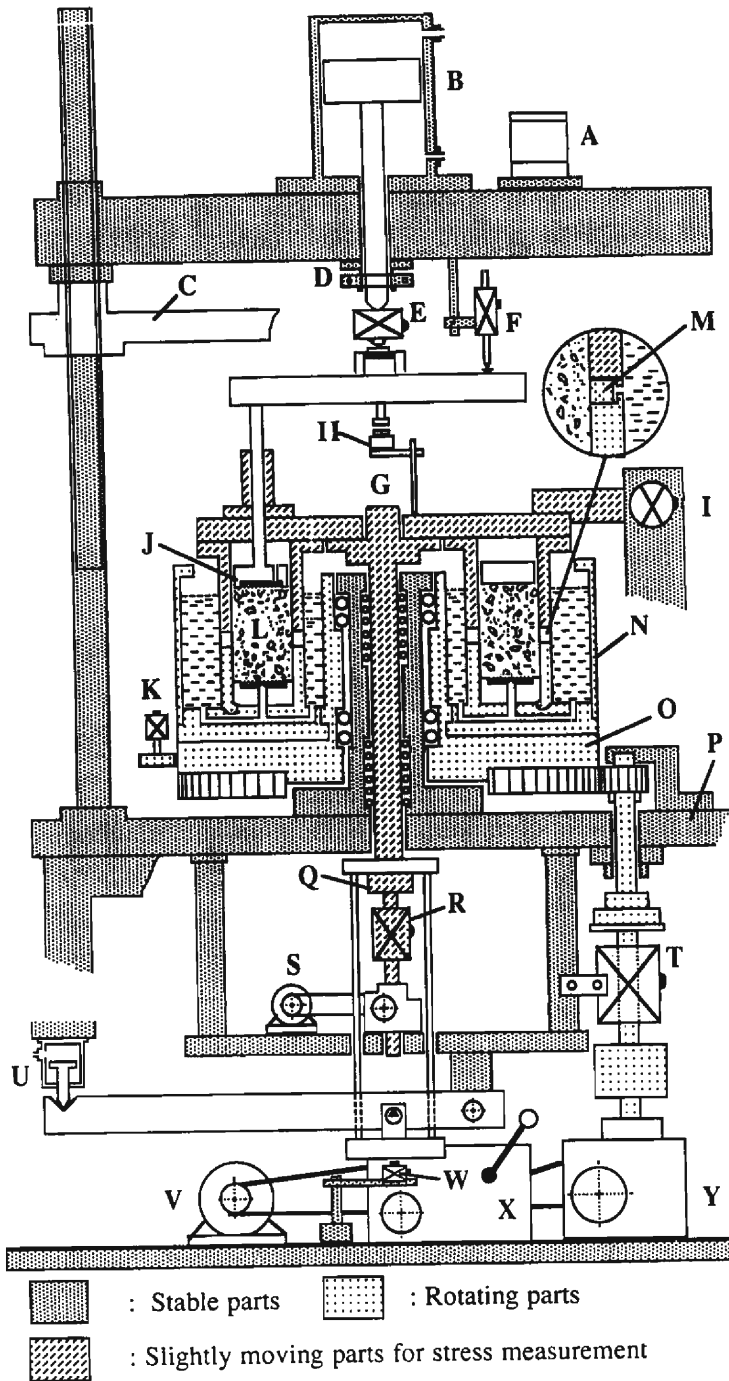 B
A
C
D
E
F
M
H
G
I
J
L
N
K
O
P
Q
R
S
T
U
V
W
X
Y
: Stable parts
: Rotating parts
: Slightly moving parts for stress measurement